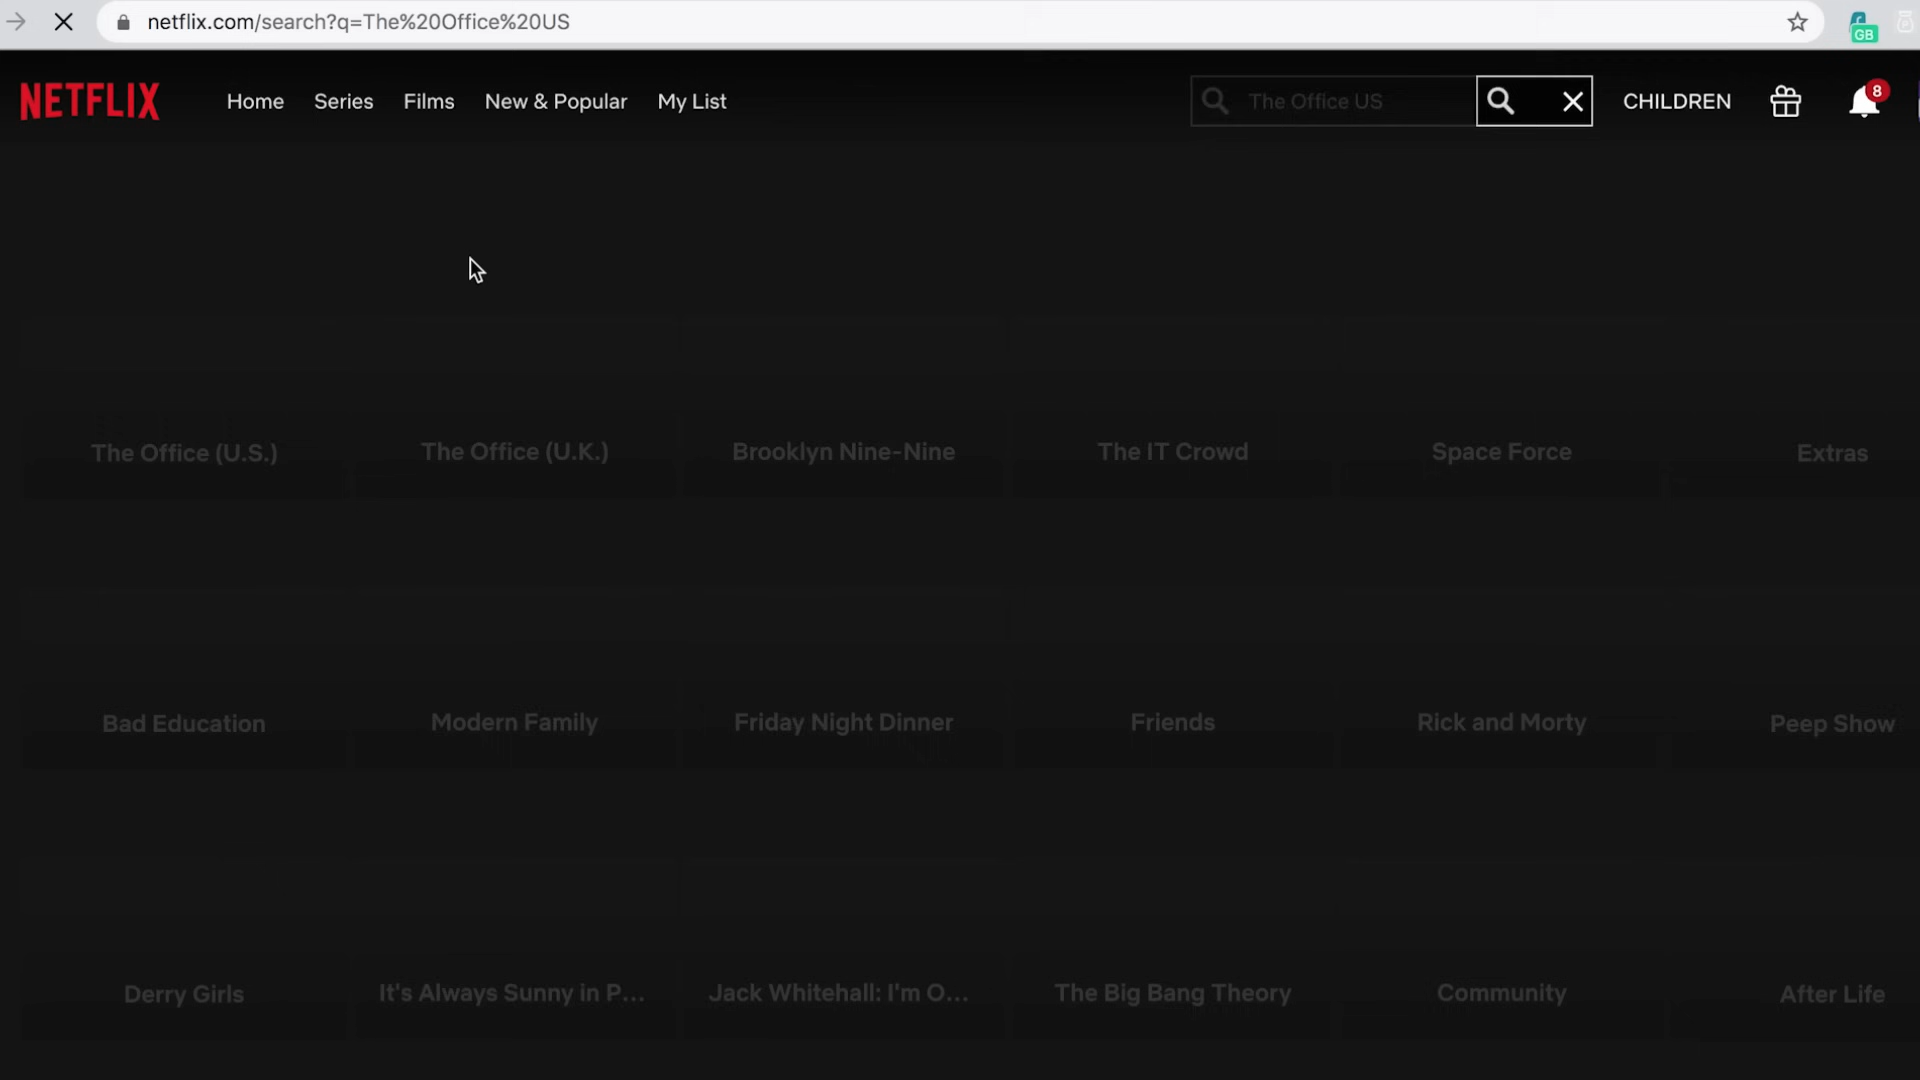 netflix.com/search?q=The%20Office%20US
GB
NETFLIX Home Series Films New & Popular My List The Office US CHILDREN 8
The Office (U.S.) The Office (U.K.) Brooklyn Nine-Nine The IT Crowd Space Force Extras
Bad Education Modern Family Friday Night Dinner Friends Rick and Morty Peep Show
Derry Girls It's Always Sunny in P... Jack Whitehall: I'm O... The Big Bang Theory Community After Life